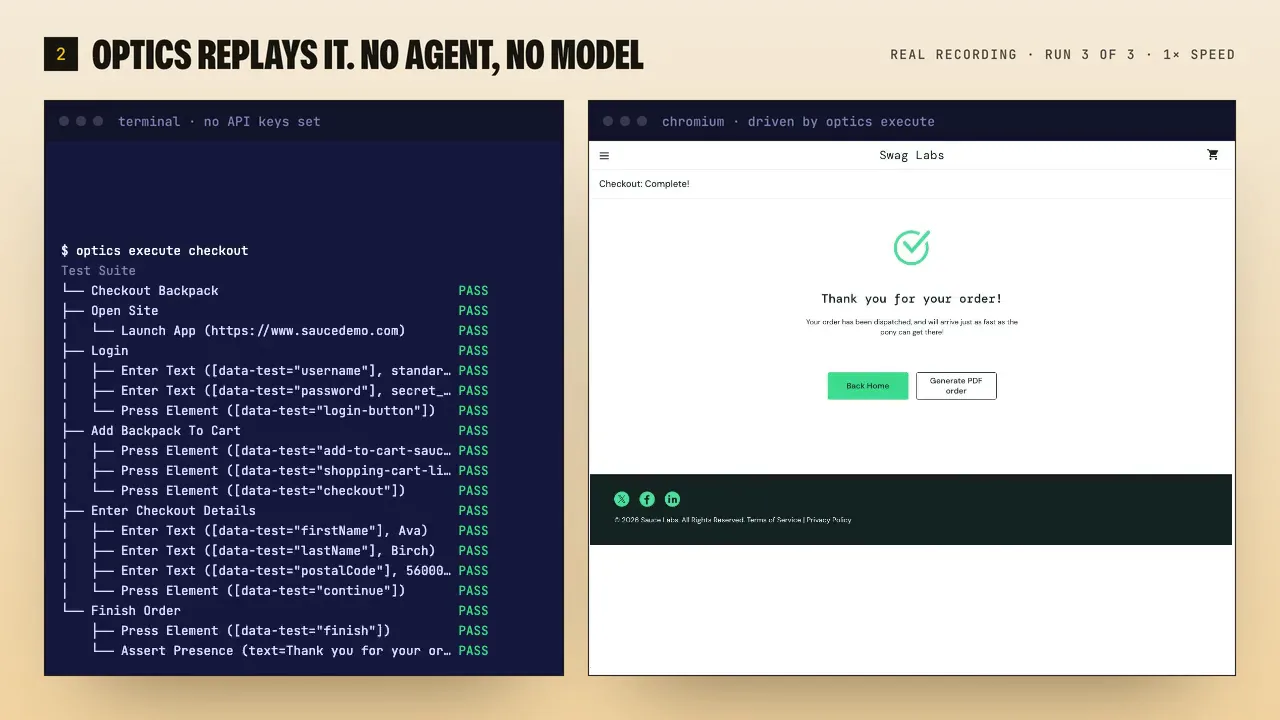 2
OPTICS REPLAYS IT. NO AGENT, NO MODEL
REAL RECORDING · RUN 3 OF 3 · 1× SPEED
terminal · no API keys set
$ optics execute checkout
Test Suite
└── Checkout Backpack PASS
├── Open Site PASS
│   └── Launch App (https://www.saucedemo.com) PASS
├── Login PASS
│   ├── Enter Text ([data-test="username"], standar… PASS
│   ├── Enter Text ([data-test="password"], secret_… PASS
│   └── Press Element ([data-test="login-button"]) PASS
├── Add Backpack To Cart PASS
│   ├── Press Element ([data-test="add-to-cart-sauc… PASS
│   ├── Press Element ([data-test="shopping-cart-li… PASS
│   └── Press Element ([data-test="checkout"]) PASS
├── Enter Checkout Details PASS
│   ├── Enter Text ([data-test="firstName"], Ava) PASS
│   ├── Enter Text ([data-test="lastName"], Birch) PASS
│   ├── Enter Text ([data-test="postalCode"], 56000… PASS
│   └── Press Element ([data-test="continue"]) PASS
└── Finish Order PASS
    ├── Press Element ([data-test="finish"]) PASS
    └── Assert Presence (text=Thank you for your or… PASS
chromium · driven by optics execute
Swag Labs
Checkout: Complete!
Thank you for your order!
Your order has been dispatched, and will arrive just as fast as the
pony can get there!
Back Home
Generate PDF
order
© 2026 Sauce Labs. All Rights Reserved. Terms of Service | Privacy Policy